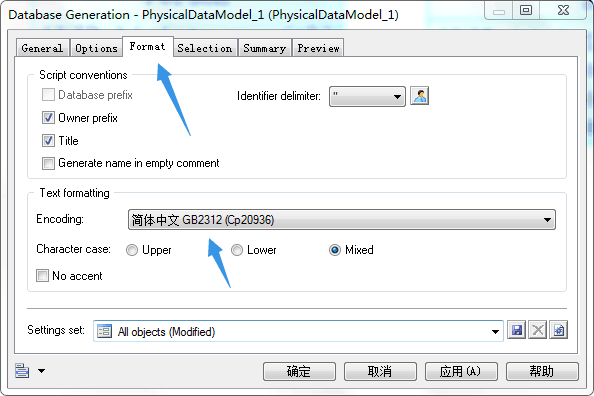 Database Generation - PhysicalDataModel_1 (PhysicalDataModel_1)
General Options Format Selection Summary Preview
Script conventions
Database prefix
Identifier delimiter: "
Owner prefix
Title
Generate name in empty comment
Text formatting
Encoding: 简体中文 GB2312 (Cp20936)
Character case: Upper Lower Mixed
No accent
Settings set: All objects (Modified)
确定 取消 应用(A) 帮助